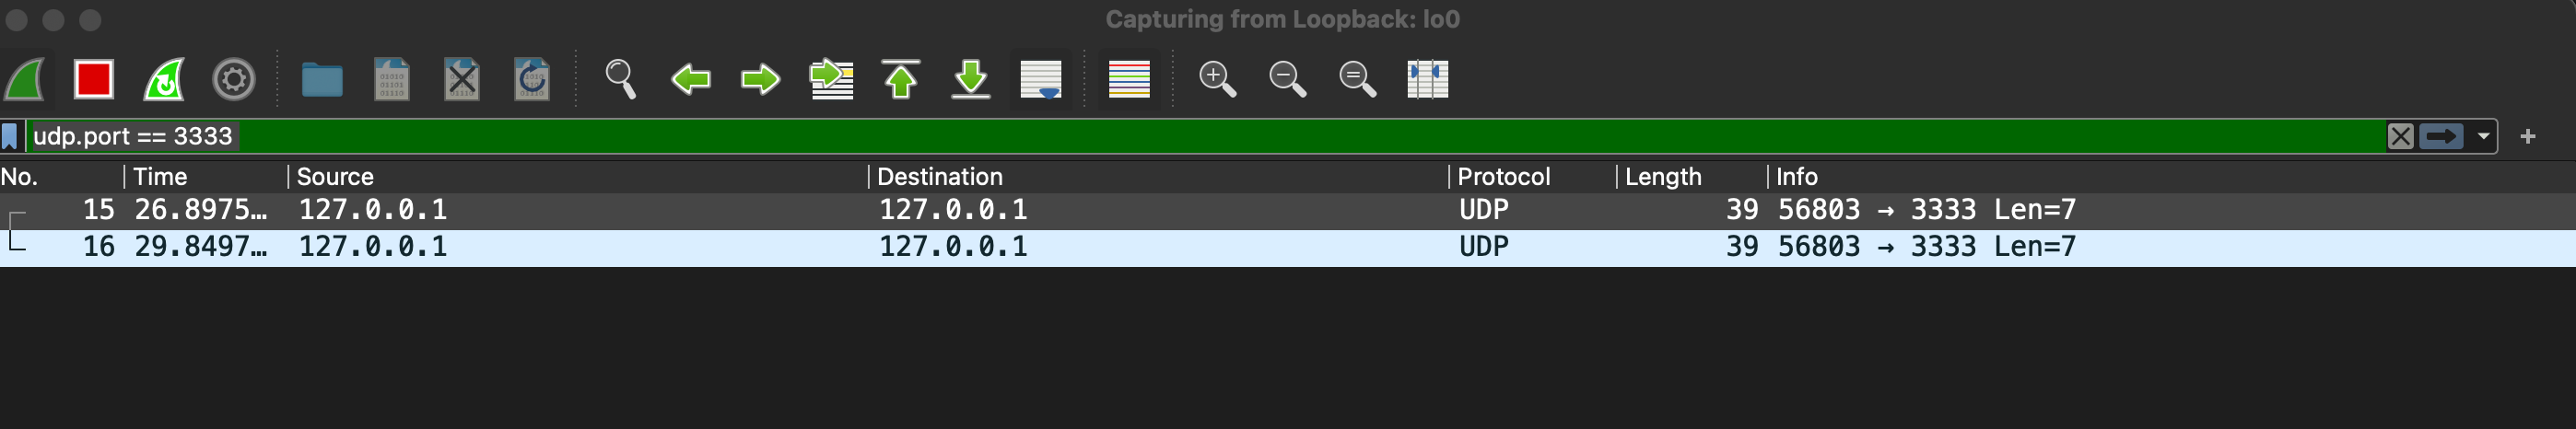 Capturing from Loopback: lo0
udp.port == 3333
No. Time Source Destination Protocol Length Info
15 26.8975… 127.0.0.1 127.0.0.1 UDP 39 56803 → 3333 Len=7
16 29.8497… 127.0.0.1 127.0.0.1 UDP 39 56803 → 3333 Len=7